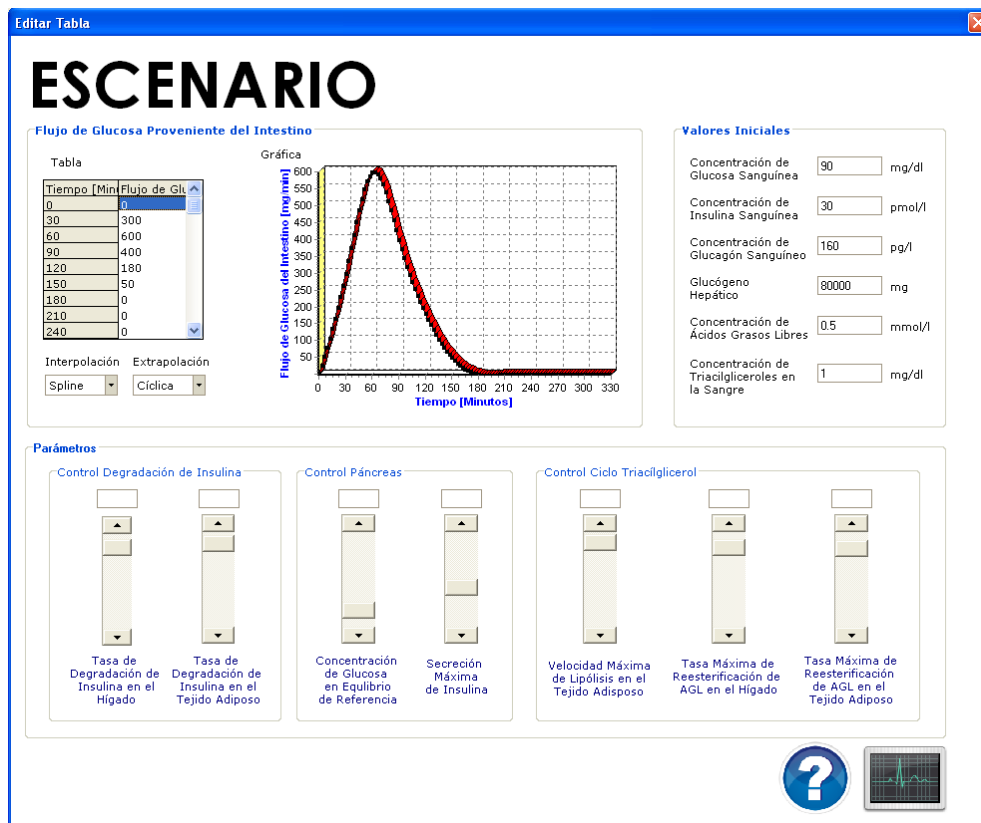 Editar Tabla
ESCENARIO
Flujo de Glucosa Proveniente del Intestino
Tabla
Tiempo [Minu Flujo de Glu
0 0
30 300
60 600
90 400
120 180
150 50
180 0
210 0
240 0
Interpolación Extrapolación
Spline Cíclica
Gráfica
Flujo de Glucosa del Intestino [mg/min]
600
550
500
450
400
350
300
250
200
150
100
50
0 30 60 90 120 150 180 210 240 270 300 330
Tiempo [Minutos]
Valores Iniciales
Concentración de
Glucosa Sanguínea
90 mg/dl
Concentración de
Insulina Sanguínea
30 pmol/l
Concentración de
Glucagón Sanguíneo
160 pg/l
Glucógeno
Hepático
80000 mg
Concentración de
Ácidos Grasos Libres
0.5 mmol/l
Concentración de
Triacilgliceroles en
la Sangre
1 mg/dl
Parámetros
Control Degradación de Insulina
Tasa de
Degradación de
Insulina en el
Hígado
Tasa de
Degradación de
Insulina en el
Tejido Adiposo
Control Páncreas
Concentración
de Glucosa
en Equlibrio
de Referencia
Secreción
Máxima
de Insulina
Control Ciclo Triacílglicerol
Velocidad Máxima
de Lipólisis en el
Tejido Adisposo
Tasa Máxima de
Reesterificación de
AGL en el Hígado
Tasa Máxima de
Reesterificación
de AGL en el
Tejido Adiposo
?